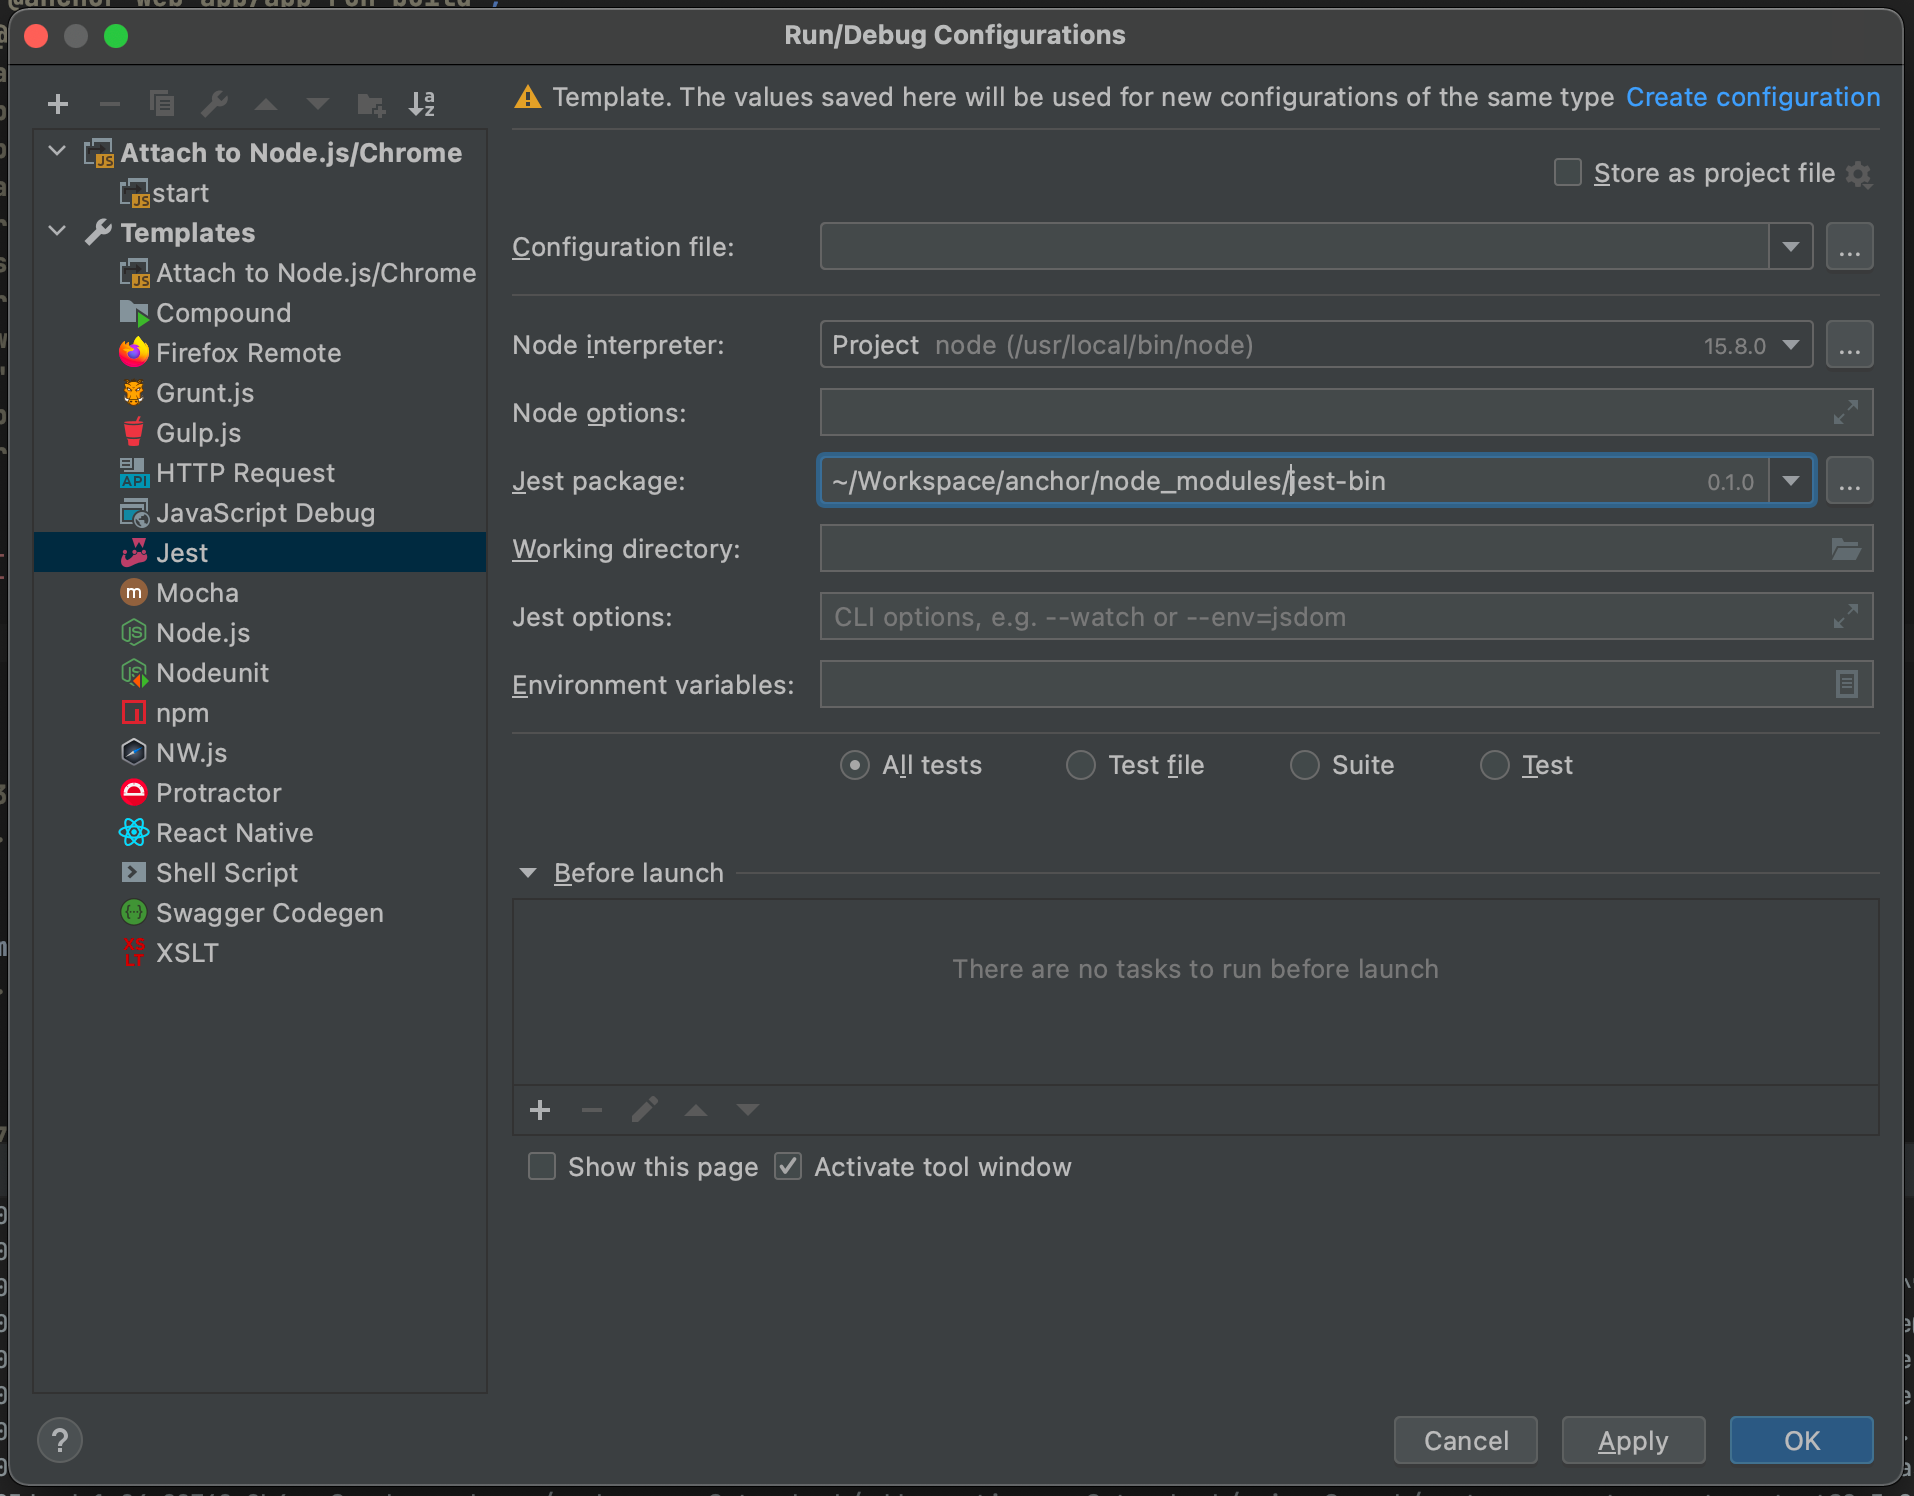 Run/Debug Configurations
Template. The values saved here will be used for new configurations of the same type Create configuration
Attach to Node.js/Chrome
start
Templates
Attach to Node.js/Chrome
Compound
Firefox Remote
Grunt.js
Gulp.js
HTTP Request
JavaScript Debug
Jest
Mocha
Node.js
Nodeunit
npm
NW.js
Protractor
React Native
Shell Script
Swagger Codegen
XSLT
Store as project file
Configuration file:
...
Node interpreter: Project node (/usr/local/bin/node) 15.8.0 ...
Node options:
Jest package: ~/Workspace/anchor/node_modules/jest-bin 0.1.0 ...
Working directory:
Jest options: CLI options, e.g. --watch or --env=jsdom
Environment variables:
All tests Test file Suite Test
Before launch
There are no tasks to run before launch
Show this page Activate tool window
? Cancel Apply OK